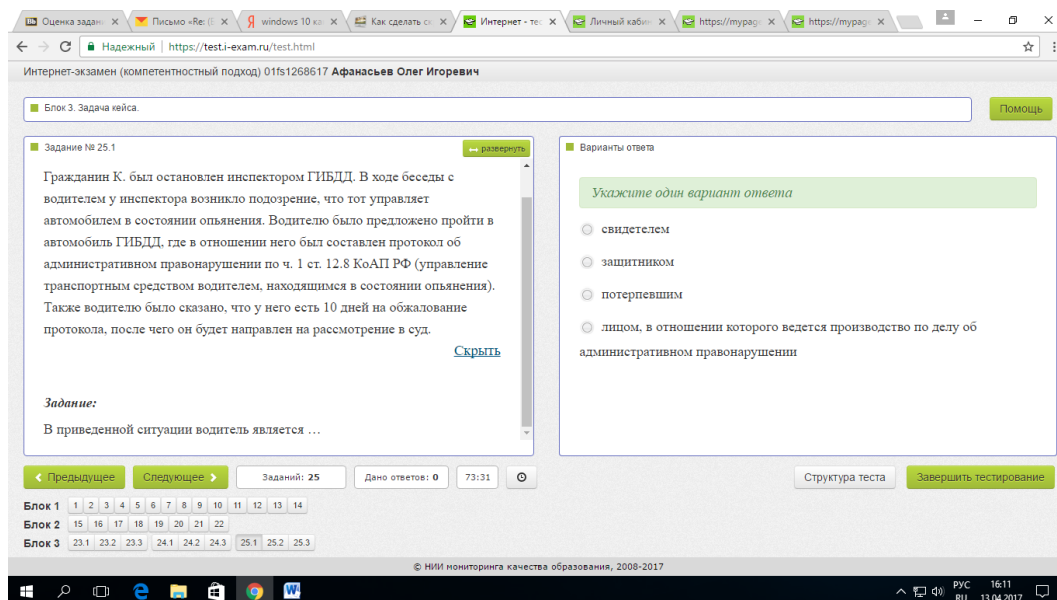 Оценка задани
Письмо «Re: (Б
windows 10 ка
Как сделать ск
Интернет - тес
Личный кабин
https://mypage
https://mypage
Надежный | https://test.i-exam.ru/test.html
Интернет-экзамен (компетентностный подход) 01fs1268617 Афанасьев Олег Игоревич
Блок 3. Задача кейса.
Помощь
Задание № 25.1
развернуть
Гражданин К. был остановлен инспектором ГИБДД. В ходе беседы с
водителем у инспектора возникло подозрение, что тот управляет
автомобилем в состоянии опьянения. Водителю было предложено пройти в
автомобиль ГИБДД, где в отношении него был составлен протокол об
административном правонарушении по ч. 1 ст. 12.8 КоАП РФ (управление
транспортным средством водителем, находящимся в состоянии опьянения).
Также водителю было сказано, что у него есть 10 дней на обжалование
протокола, после чего он будет направлен на рассмотрение в суд.
Скрыть
Задание:
В приведенной ситуации водитель является …
Варианты ответа
Укажите один вариант ответа
свидетелем
защитником
потерпевшим
лицом, в отношении которого ведется производство по делу об
административном правонарушении
Предыдущее
Следующее
Заданий: 25
Дано ответов: 0
73:31
Структура теста
Завершить тестирование
Блок 1 1 2 3 4 5 6 7 8 9 10 11 12 13 14
Блок 2 15 16 17 18 19 20 21 22
Блок 3 23.1 23.2 23.3 24.1 24.2 24.3 25.1 25.2 25.3
© НИИ мониторинга качества образования, 2008-2017
РУС
RU
16:11
13.04.2017